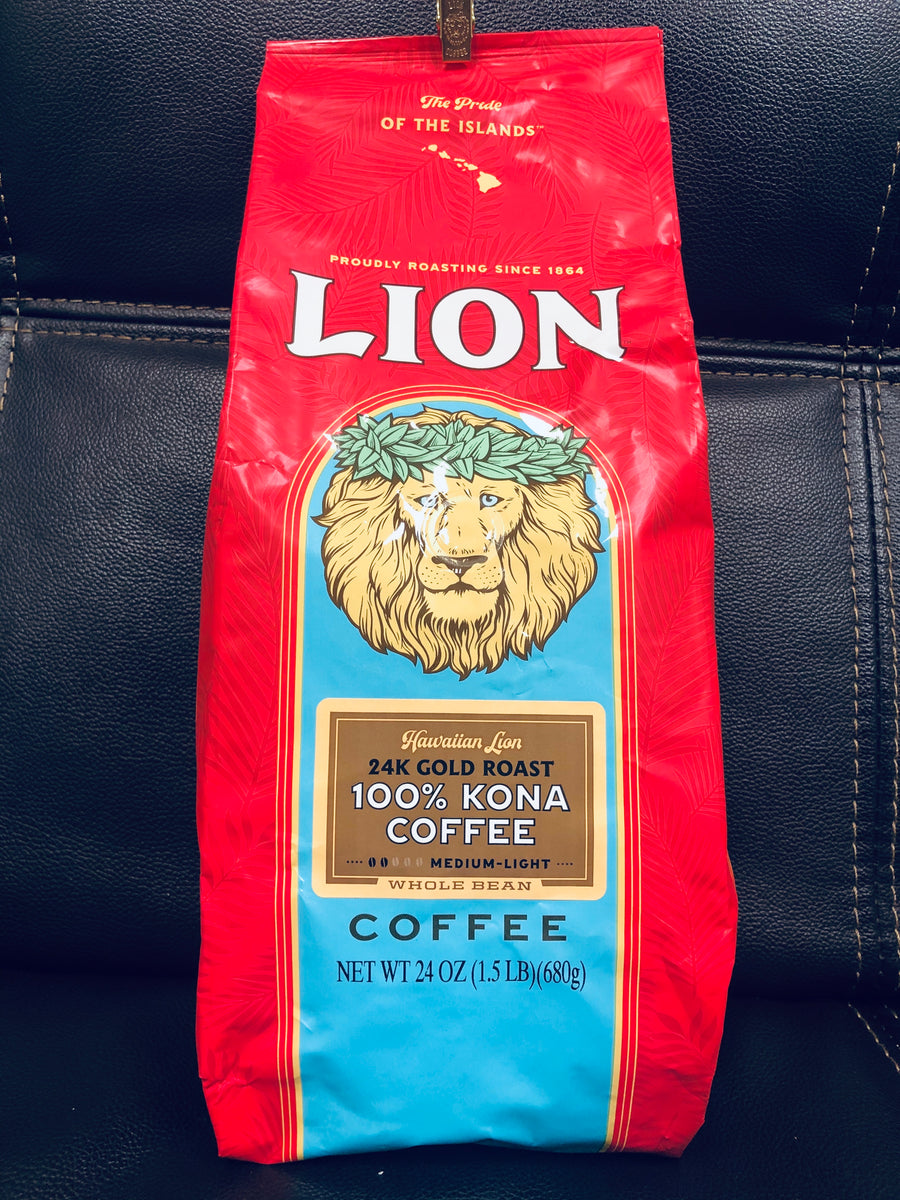 The Pride
OF THE ISLANDS™
PROUDLY ROASTING SINCE 1864
LION
Hawaiian Lion
24K GOLD ROAST
100% KONA
COFFEE
MEDIUM-LIGHT
WHOLE BEAN
COFFEE
NET WT 24 OZ (1.5 LB)(680g)